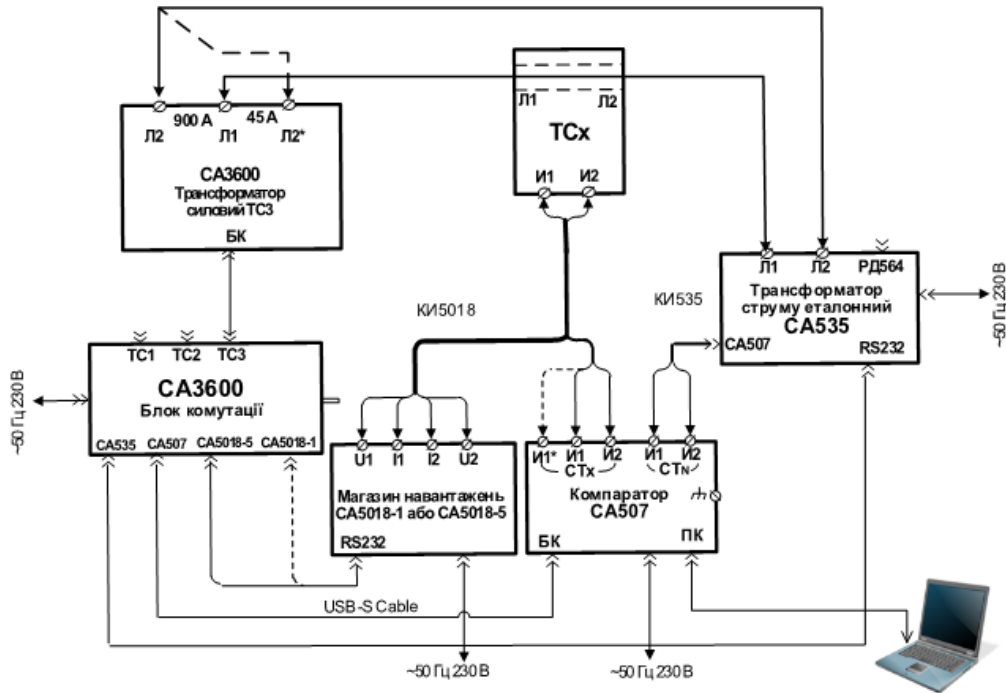 900 А
45 А
Л2
Л1
Л2*
СА3600
Трансформатор
силовий ТС3
БК
Л1
Л2
ТСх
И1
И2
КИ5018
КИ535
Л1
Л2
РД564
Трансформатор
струму еталонний
СА535
СА507
RS232
~50 Гц 230 В
ТС1
ТС2
ТС3
СА3600
Блок комутації
СА535
СА507
СА5018-5
СА5018-1
~50 Гц 230 В
U1
I1
I2
U2
Магазин навантажень
СА5018-1 або СА5018-5
RS232
И1*
И1
И2
СТх
И1
И2
СТN
Компаратор
СА507
БК
ПК
USB-S Cable
~50 Гц 230 В
~50 Гц 230 В